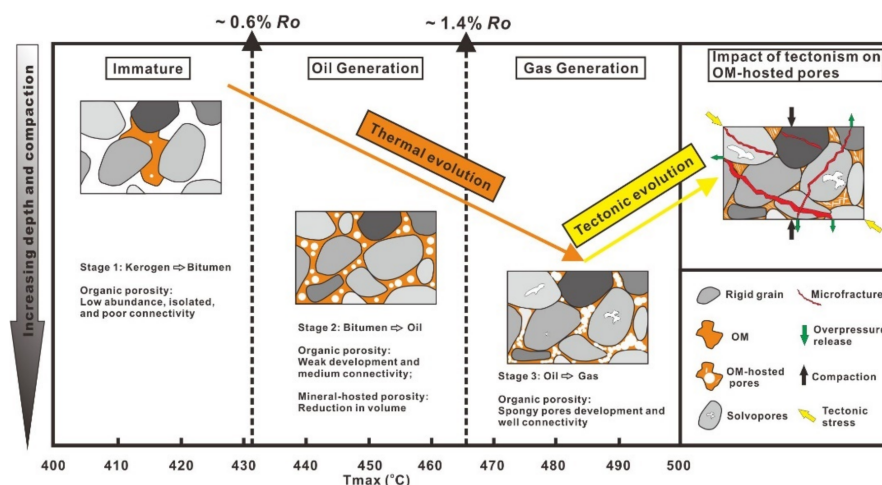 ~ 0.6% Ro
~ 1.4% Ro
Immature
Oil Generation
Gas Generation
Impact of tectonism on
OM-hosted pores
Increasing depth and compaction
Thermal evolution
Tectonic evolution
Stage 1: Kerogen ⇨ Bitumen
Organic porosity:
Low abundance, isolated,
and poor connectivity
Stage 2: Bitumen ⇨ Oil
Organic porosity:
Weak development and
medium connectivity;
Mineral-hosted porosity:
Reduction in volume
Stage 3: Oil ⇨ Gas
Organic porosity:
Spongy pores development and
well connectivity
Rigid grain
Microfracture
OM
Overpressure
release
OM-hosted
pores
Compaction
Solvopores
Tectonic
stress
400 410 420 430 440 450 460 470 480 490 500
Tmax (°C)